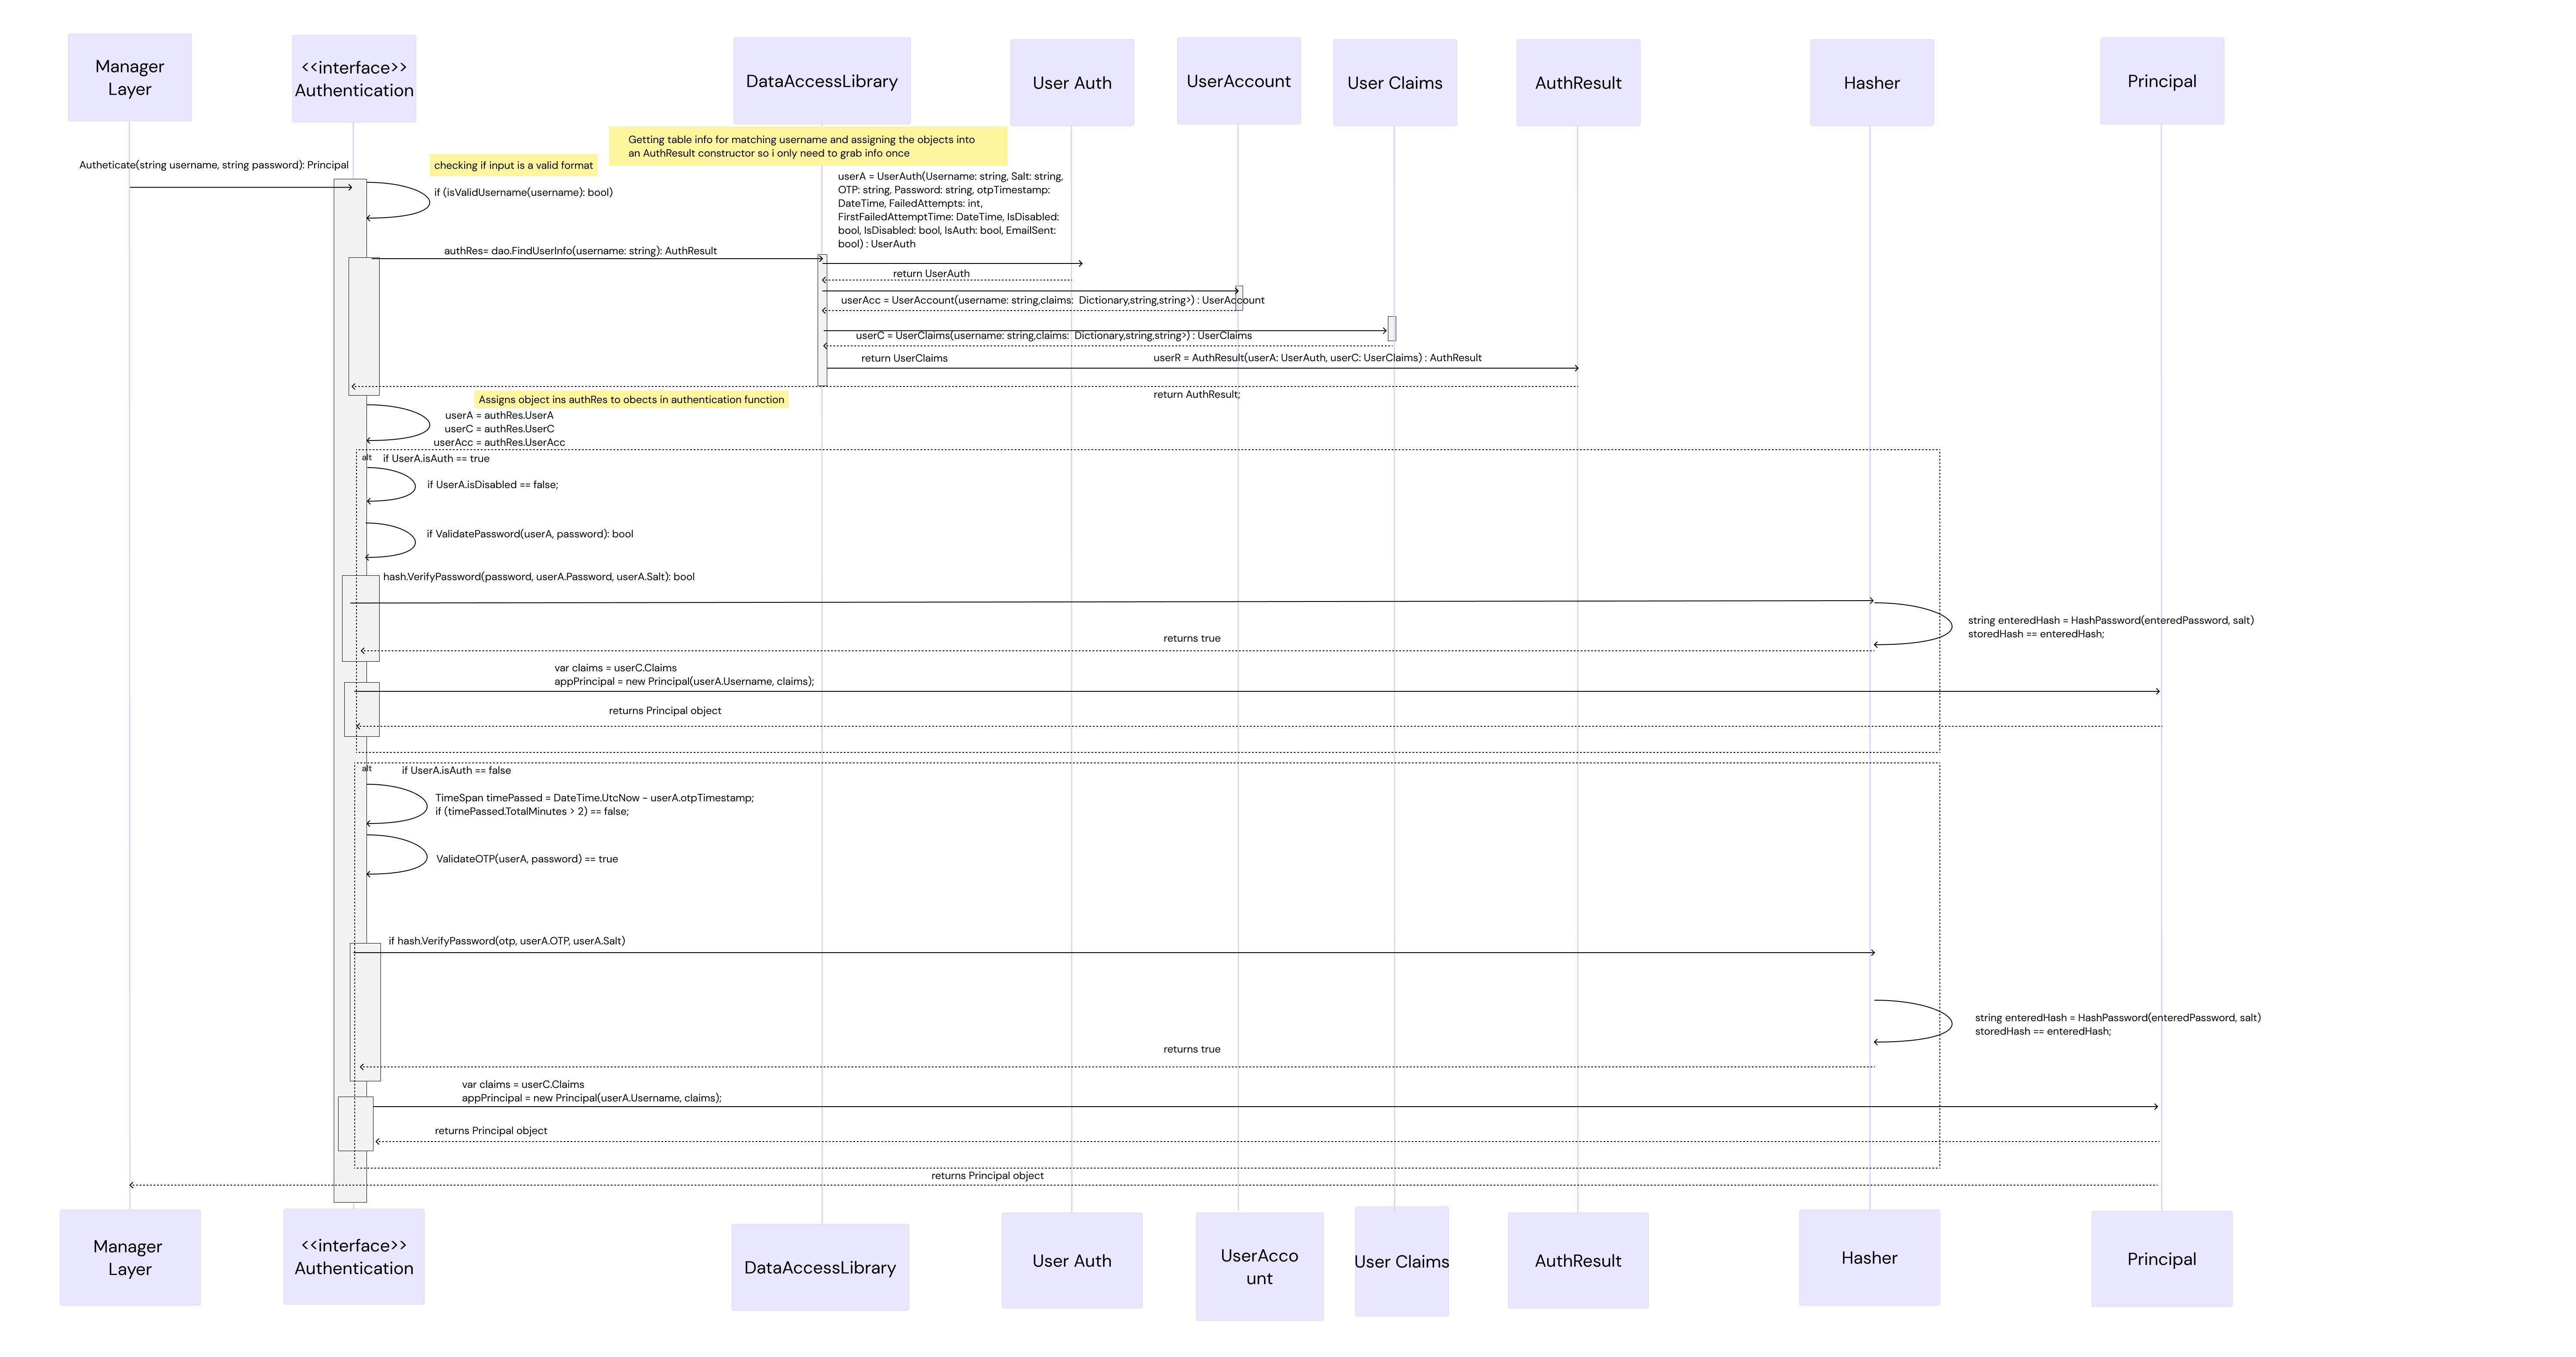 Manager
Layer
<<interface>>
Authentication
DataAccessLibrary
User Auth
UserAccount
User Claims
AuthResult
Hasher
Principal
Getting table info for matching username and assigning the objects into
an AuthResult constructor so i only need to grab info once
Autheticate(string username, string password): Principal
checking if input is a valid format
if (isValidUsername(username): bool)
userA = UserAuth(Username: string, Salt: string,
OTP: string, Password: string, otpTimestamp:
DateTime, FailedAttempts: int,
FirstFailedAttemptTime: DateTime, IsDisabled:
bool, IsDisabled: bool, IsAuth: bool, EmailSent:
bool) : UserAuth
authRes= dao.FindUserInfo(username: string): AuthResult
return UserAuth
userAcc = UserAccount(username: string,claims:  Dictionary,string,string>) : UserAccount
userC = UserClaims(username: string,claims:  Dictionary,string,string>) : UserClaims
return UserClaims
userR = AuthResult(userA: UserAuth, userC: UserClaims) : AuthResult
return AuthResult;
Assigns object ins authRes to obects in authentication function
userA = authRes.UserA
userC = authRes.UserC
userAcc = authRes.UserAcc
alt
if UserA.isAuth == true
if UserA.isDisabled == false;
if ValidatePassword(userA, password): bool
hash.VerifyPassword(password, userA.Password, userA.Salt): bool
string enteredHash = HashPassword(enteredPassword, salt)
storedHash == enteredHash;
returns true
var claims = userC.Claims
appPrincipal = new Principal(userA.Username, claims);
returns Principal object
alt
if UserA.isAuth == false
TimeSpan timePassed = DateTime.UtcNow - userA.otpTimestamp;
if (timePassed.TotalMinutes > 2) == false;
ValidateOTP(userA, password) == true
if hash.VerifyPassword(otp, userA.OTP, userA.Salt)
string enteredHash = HashPassword(enteredPassword, salt)
storedHash == enteredHash;
returns true
var claims = userC.Claims
appPrincipal = new Principal(userA.Username, claims);
returns Principal object
returns Principal object
Manager
Layer
<<interface>>
Authentication
DataAccessLibrary
User Auth
UserAcco
unt
User Claims
AuthResult
Hasher
Principal